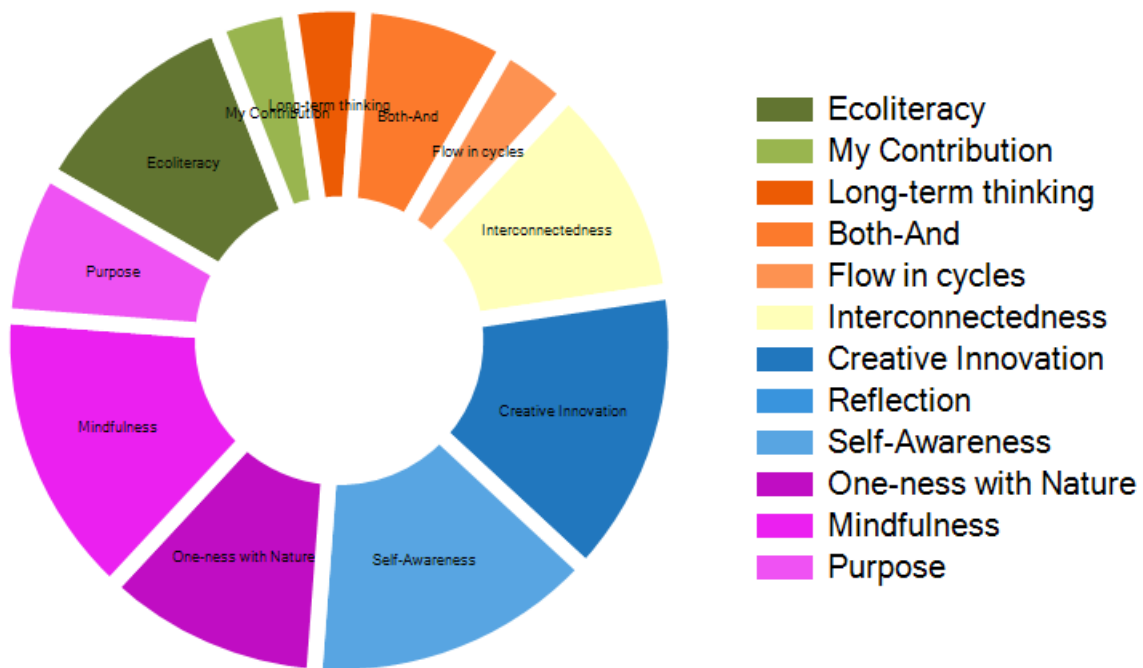 Long-term thinking
My Contribution
Both-And
Flow in cycles
Ecoliteracy
Interconnectedness
Purpose
Creative Innovation
Mindfulness
One-ness with Nature
Self-Awareness
Ecoliteracy
My Contribution
Long-term thinking
Both-And
Flow in cycles
Interconnectedness
Creative Innovation
Reflection
Self-Awareness
One-ness with Nature
Mindfulness
Purpose